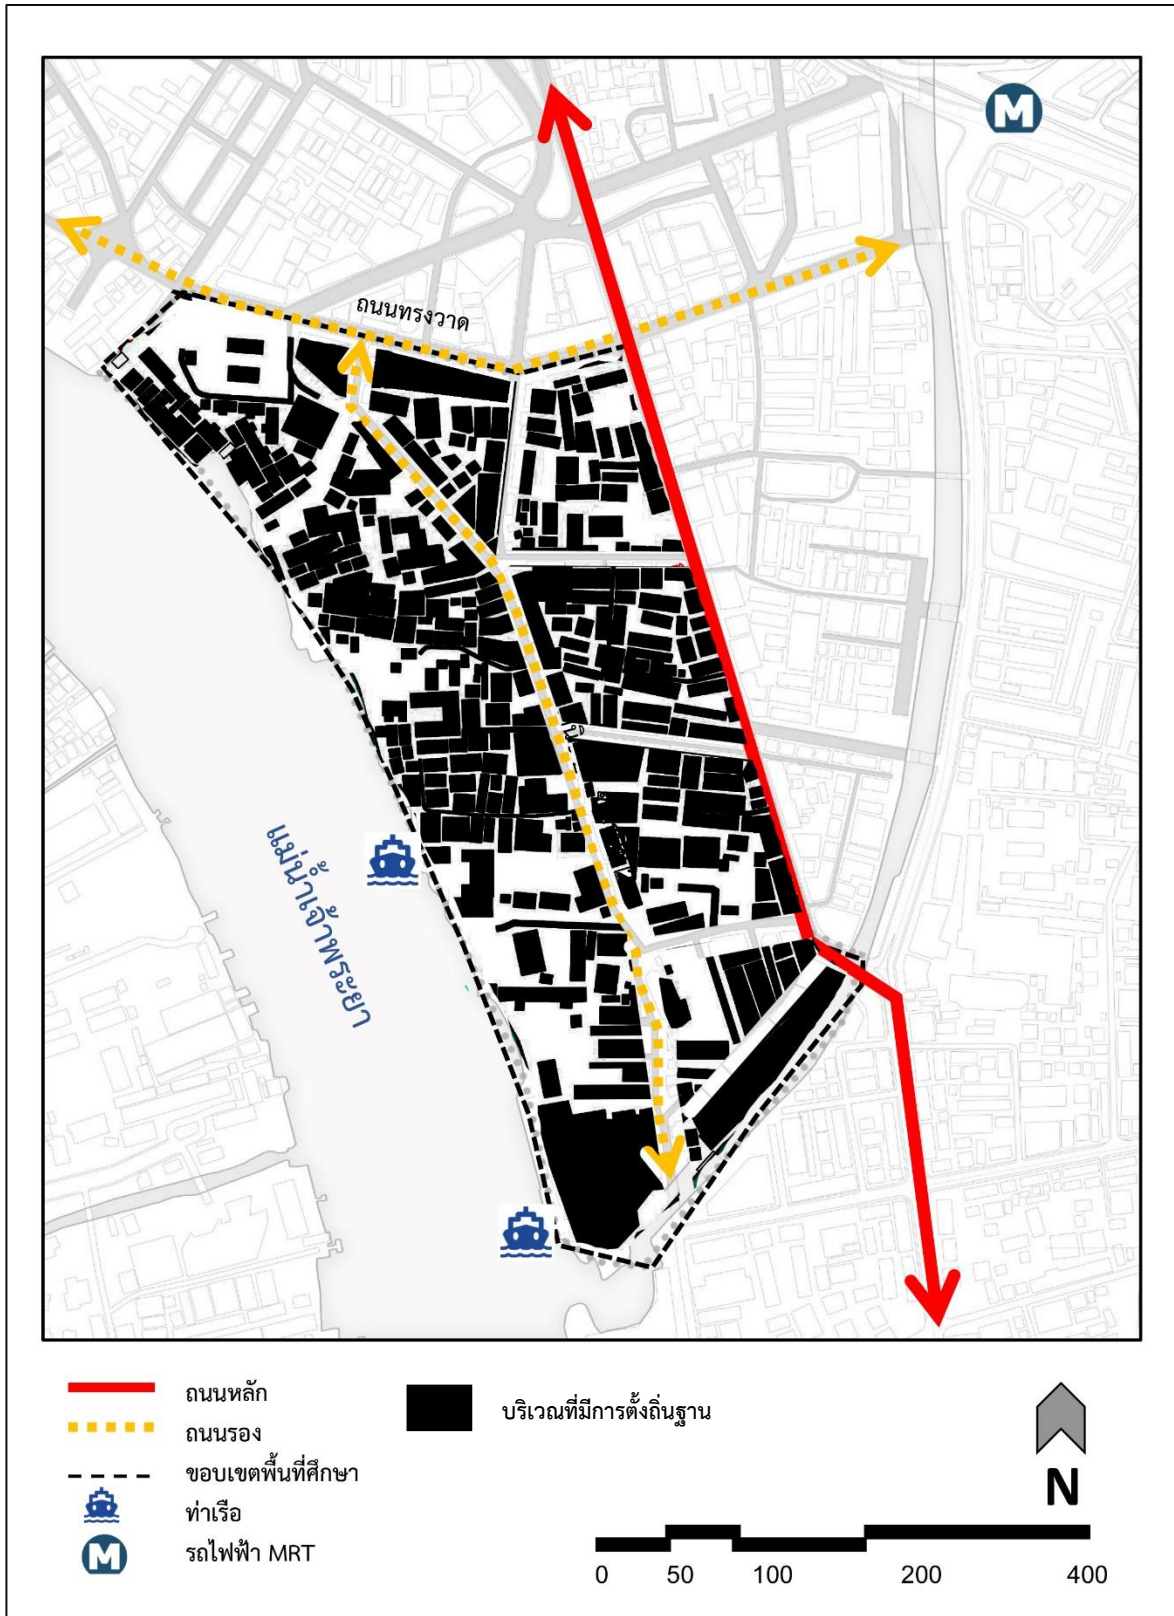 M
ถนนทรงวาด
แม่น้ำเจ้าพระยา
ถนนหลัก
บริเวณที่มีการตั้งถิ่นฐาน
ถนนรอง
ขอบเขตพื้นที่ศึกษา
ท่าเรือ
M รถไฟฟ้า MRT
N
0 50 100 200 400